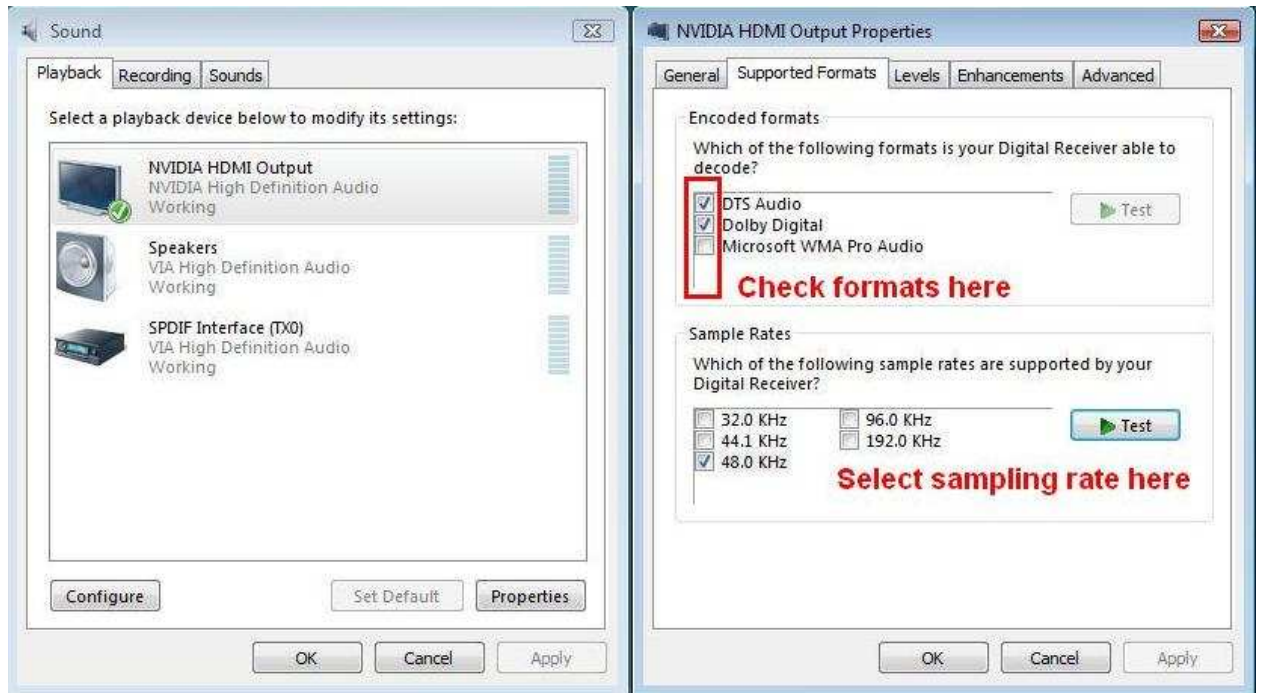 Sound
Playback Recording Sounds
Select a playback device below to modify its settings:
NVIDIA HDMI Output
NVIDIA High Definition Audio
Working
Speakers
VIA High Definition Audio
Working
SPDIF Interface (TX0)
VIA High Definition Audio
Working
Configure Set Default Properties
OK Cancel Apply
NVIDIA HDMI Output Properties
General Supported Formats Levels Enhancements Advanced
Encoded formats
Which of the following formats is your Digital Receiver able to
decode?
DTS Audio
Test
Dolby Digital
Microsoft WMA Pro Audio
Check formats here
Sample Rates
Which of the following sample rates are supported by your
Digital Receiver?
32.0 KHz 96.0 KHz
Test
44.1 KHz 192.0 KHz
48.0 KHz
Select sampling rate here
OK Cancel Apply